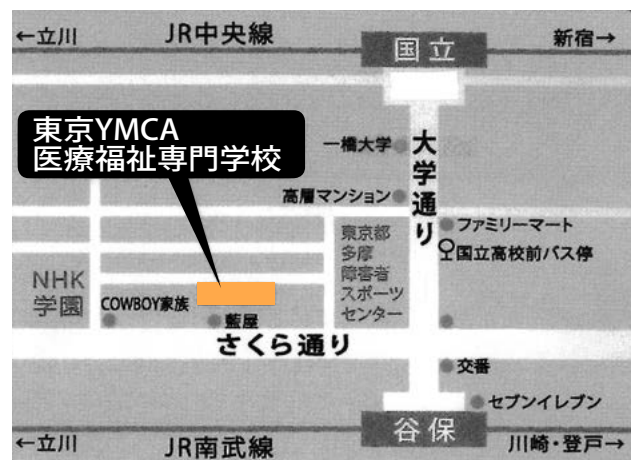 ←立川
JR中央線
国立
新宿→
東京YMCA
医療福祉専門学校
一橋大学
大学通り
高層マンション
ファミリーマート
国立高校前バス停
東京都
多摩
障害者
スポーツ
センター
NHK
学園
COWBOY家族
藍屋
さくら通り
交番
セブンイレブン
谷保
←立川
JR南武線
川崎・登戸→